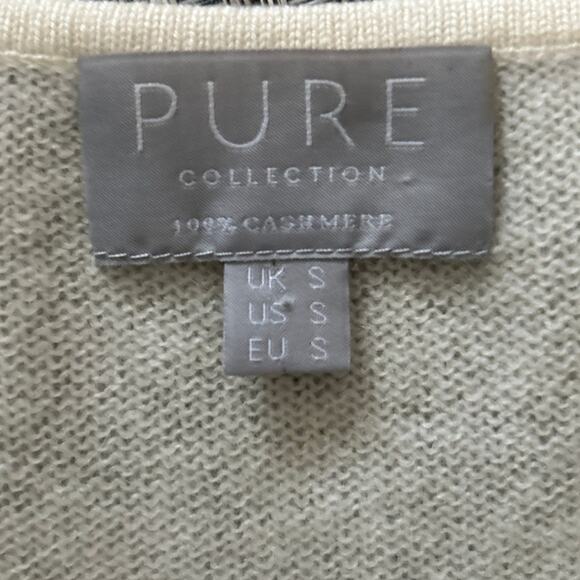 PURE
COLLECTION
100% CASHMERE
UK S
US S
EU S